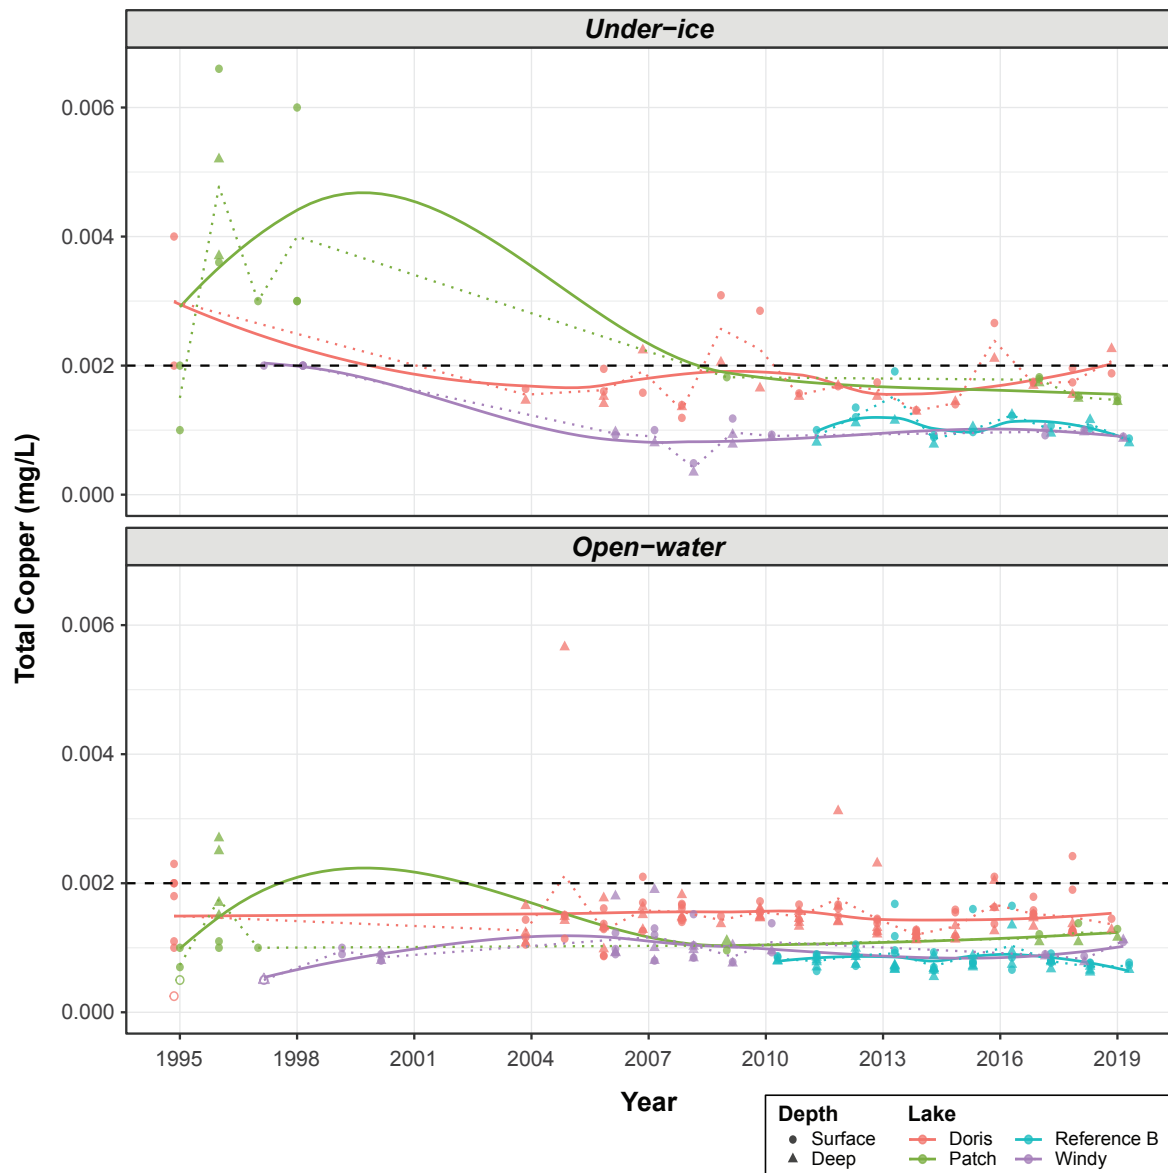 Under−ice
0.006
0.004
0.002
0.000
Total Copper (mg/L)
Open−water
0.006
0.004
0.002
0.000
1995 1998 2001 2004 2007 2010 2013 2016 2019
Year
Depth Lake
Surface Doris Reference B
Deep Patch Windy